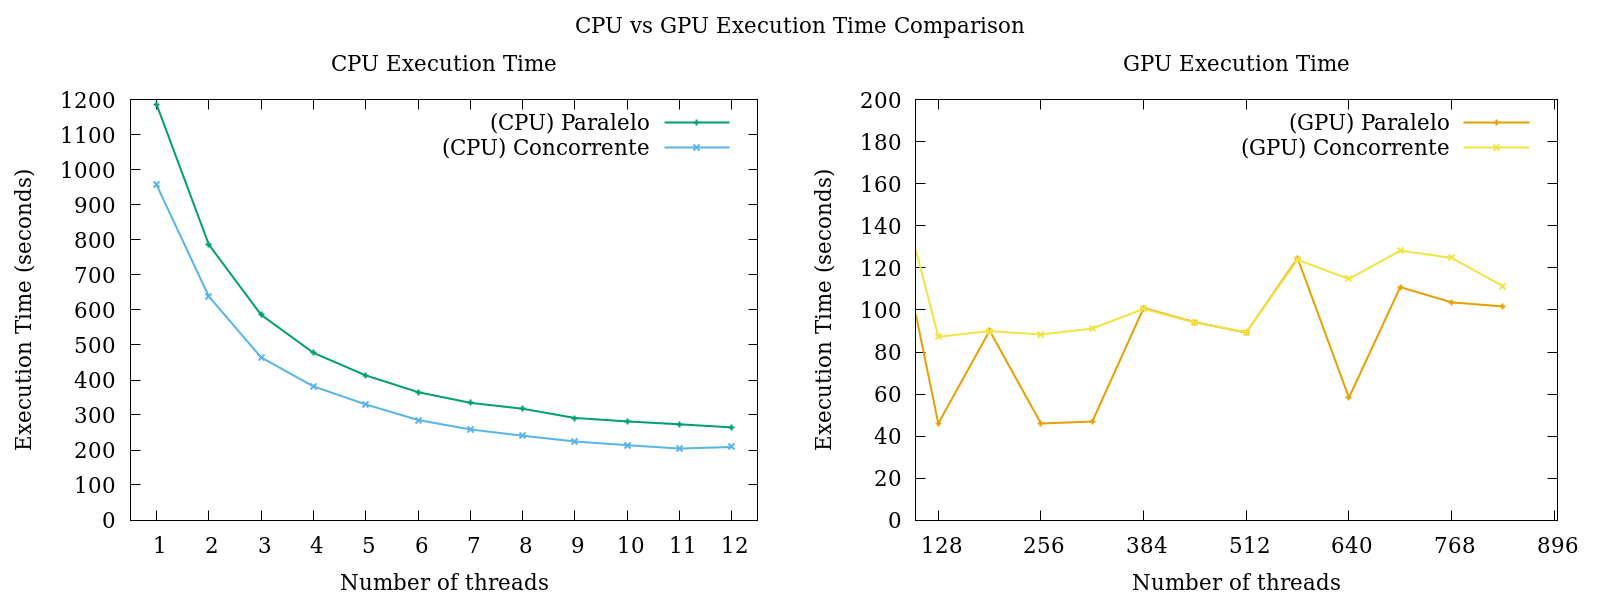 CPU vs GPU Execution Time Comparison
CPU Execution Time
1200
1100
1000
900
800
700
600
500
400
300
200
100
0
Execution Time (seconds)
(CPU) Paralelo
(CPU) Concorrente
1 2 3 4 5 6 7 8 9 10 11 12
Number of threads
GPU Execution Time
200
180
160
140
120
100
80
60
40
20
0
Execution Time (seconds)
(GPU) Paralelo
(GPU) Concorrente
128 256 384 512 640 768 896
Number of threads